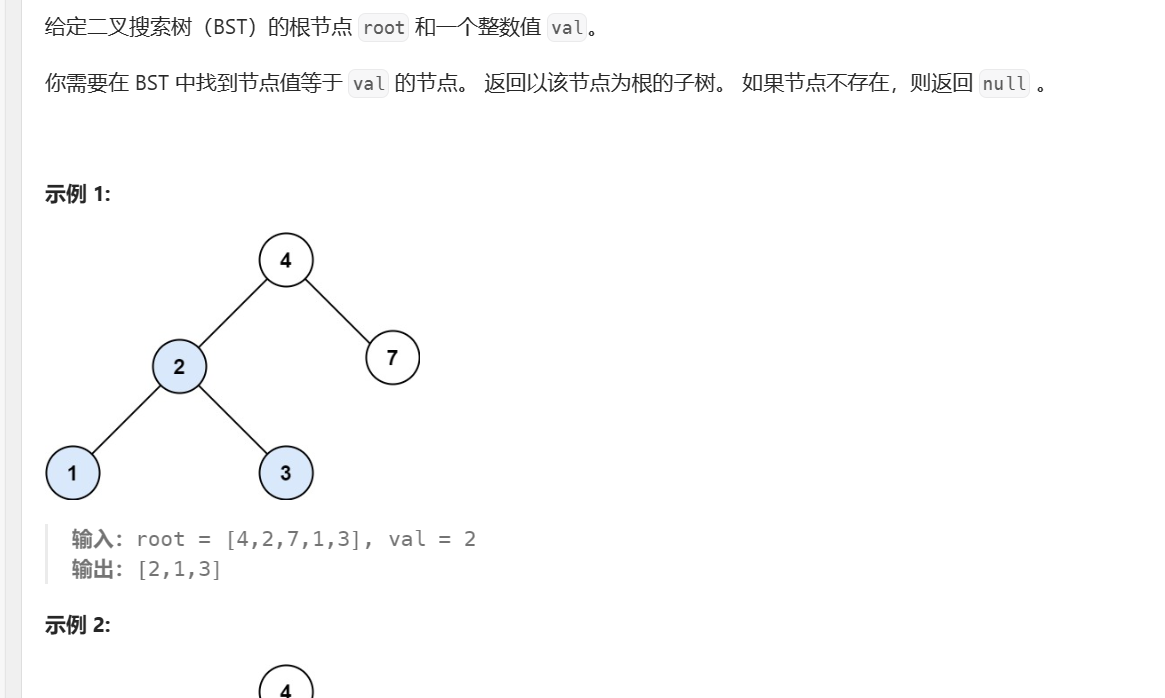 给定二叉搜索树（BST）的根节点 root 和一个整数值 val。
你需要在 BST 中找到节点值等于 val 的节点。 返回以该节点为根的子树。 如果节点不存在，则返回 null 。
示例 1:
4
2
7
1
3
输入：root = [4,2,7,1,3], val = 2
输出：[2,1,3]
示例 2:
4